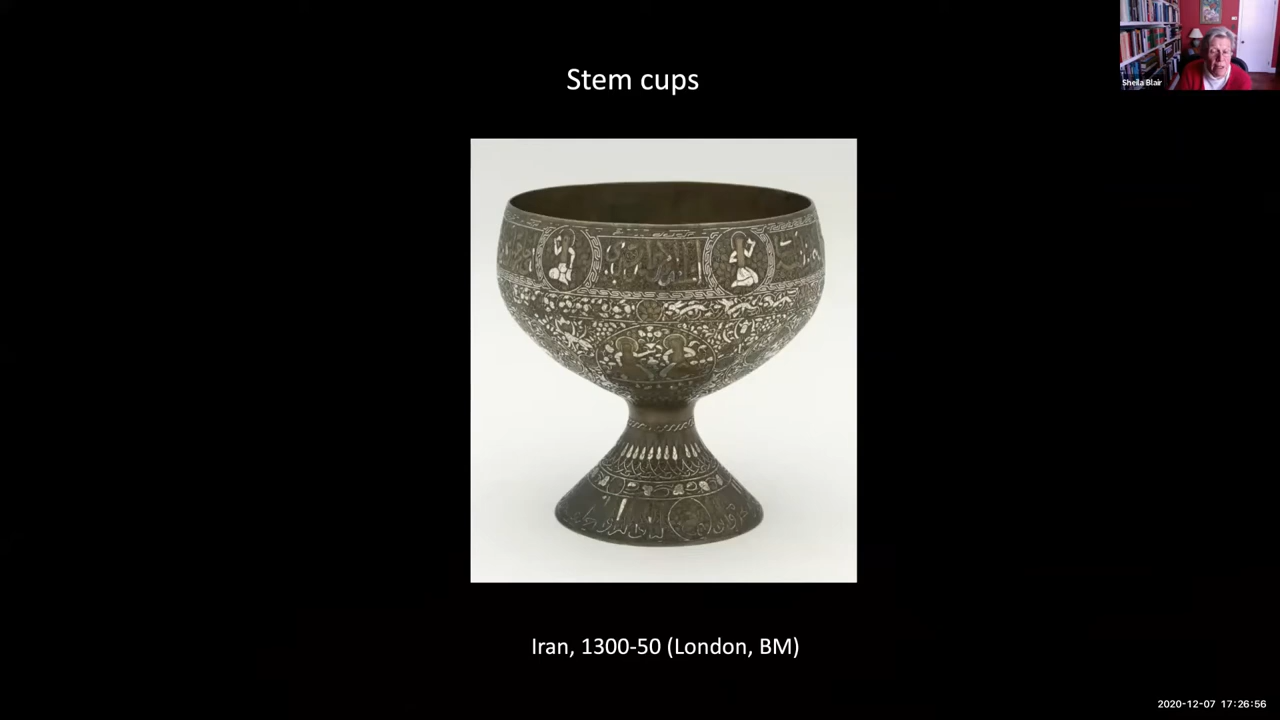 Stem cups
Sheila Blair
Iran, 1300-50 (London, BM)
2020-12-07 17:26:56